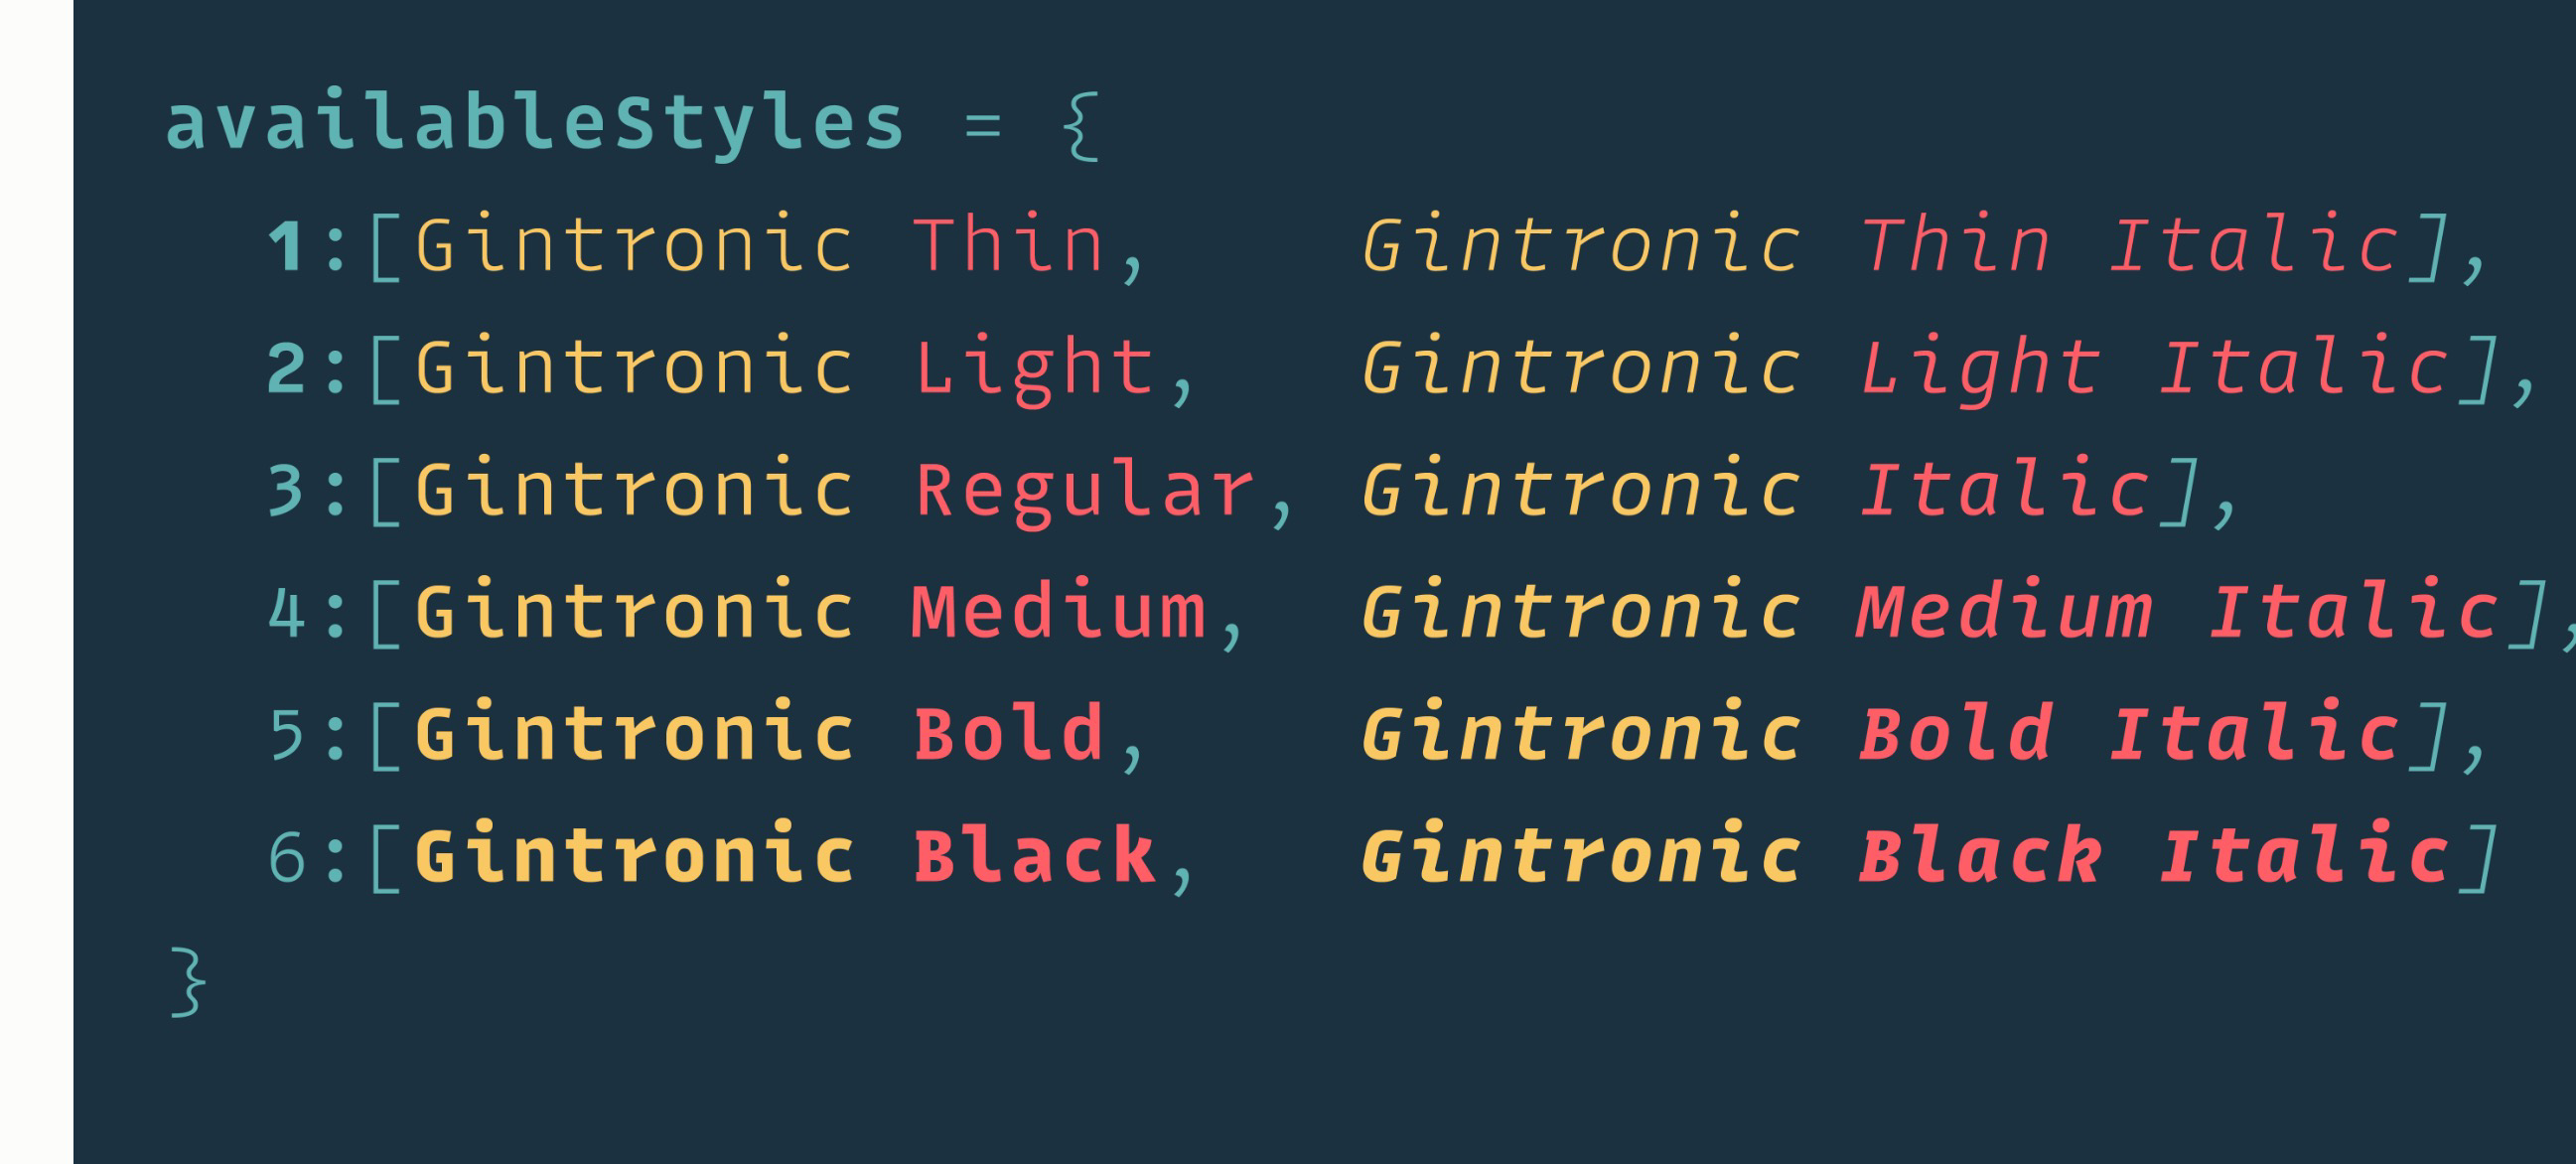 availableStyles = {
1:[Gintronic Thin, Gintronic Thin Italic],
2:[Gintronic Light, Gintronic Light Italic],
3:[Gintronic Regular, Gintronic Italic],
4:[Gintronic Medium, Gintronic Medium Italic],
5:[Gintronic Bold, Gintronic Bold Italic],
6:[Gintronic Black, Gintronic Black Italic]
}